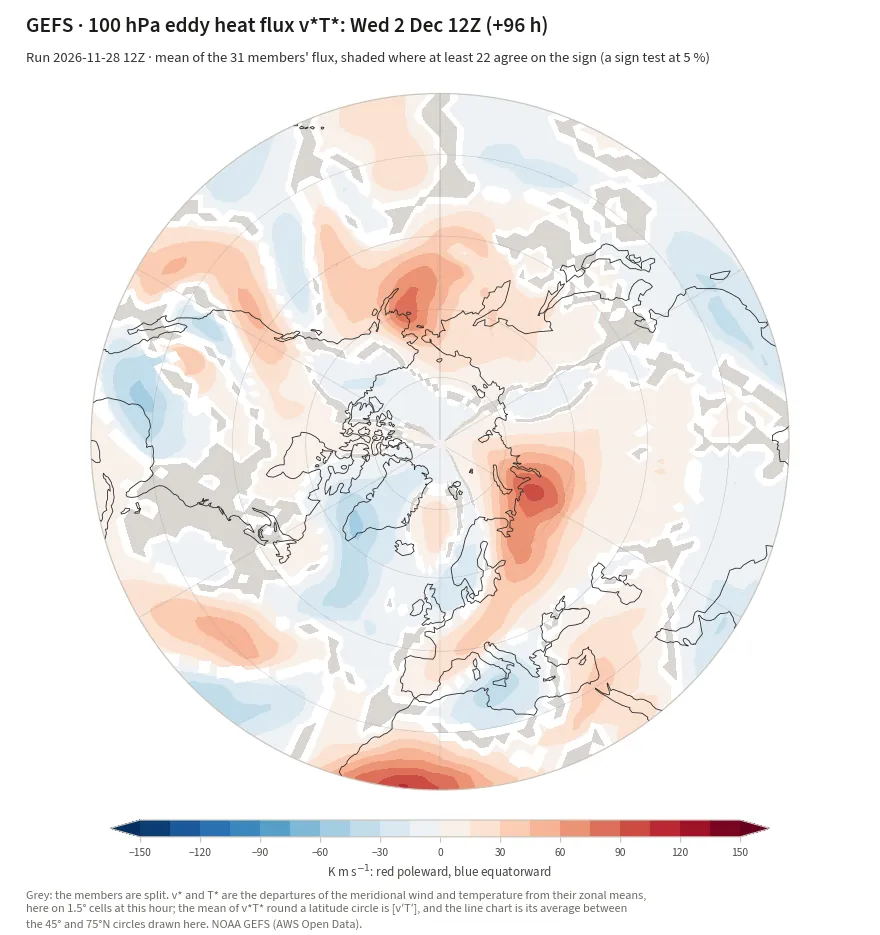 GEFS · 100 hPa eddy heat flux v*T*: Wed 2 Dec 12Z (+96 h)
Run 2026-11-28 12Z · mean of the 31 members' flux, shaded where at least 22 agree on the sign (a sign test at 5 %)
−150 −120 −90 −60 −30 0 30 60 90 120 150
K m s⁻¹: red poleward, blue equatorward
Grey: the members are split. v* and T* are the departures of the meridional wind and temperature from their zonal means,
here on 1.5° cells at this hour; the mean of v*T* round a latitude circle is [v′T′], and the line chart is its average between
the 45° and 75°N circles drawn here. NOAA GEFS (AWS Open Data).